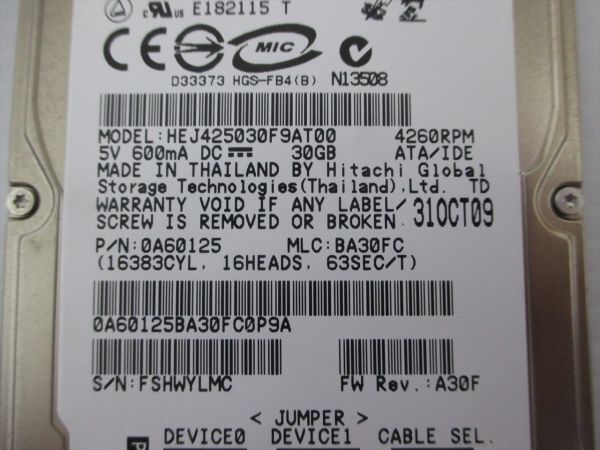 E182115 T
CE MIC
D33373 HGS-FB4(B) N13508
MODEL:HEJ425030F9AT00 4260RPM
5V 600mA DC 30GB ATA/IDE
MADE IN THAILAND BY Hitachi Global
Storage Technologies(Thailand),Ltd. TD
WARRANTY VOID IF ANY LABEL/
SCREW IS REMOVED OR BROKEN. 31OCT09
P/N:0A60125 MLC:BA30FC
(16383CYL, 16HEADS, 63SEC/T)
0A60125BA30FC0P9A
S/N:FSHWYLMC FW Rev.:A30F
< JUMPER >
DEVICE0 DEVICE1 CABLE SEL.